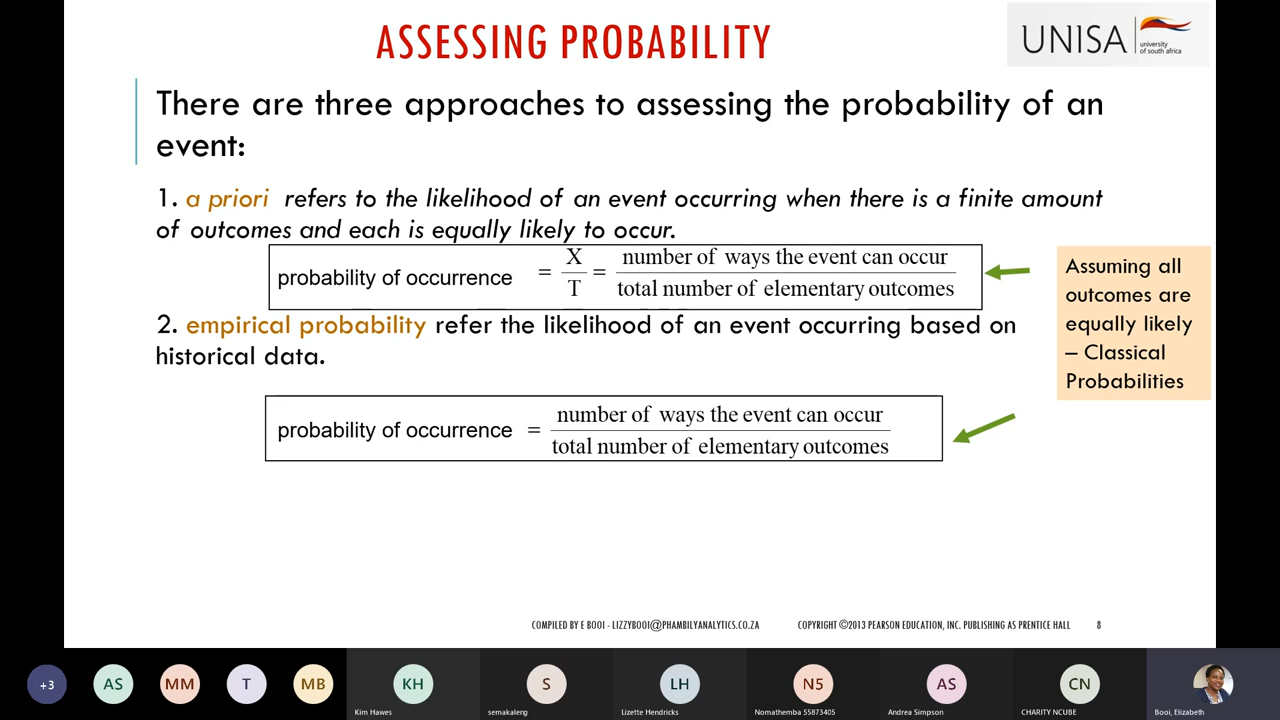 ASSESSING PROBABILITY
UNISA
university
of south africa
There are three approaches to assessing the probability of an
event:
1. a priori refers to the likelihood of an event occurring when there is a finite amount
of outcomes and each is equally likely to occur.
probability of occurrence = X/T = number of ways the event can occur / total number of elementary outcomes
Assuming all
outcomes are
equally likely
– Classical
Probabilities
2. empirical probability refer the likelihood of an event occurring based on
historical data.
probability of occurrence = number of ways the event can occur / total number of elementary outcomes
COMPILED BY E BOOI - LIZZYBOOI@PHAMBILYANALYTICS.CO.ZA COPYRIGHT ©2013 PEARSON EDUCATION, INC. PUBLISHING AS PRENTICE HALL 8
+3 AS MM T MB KH S LH N5 AS CN
Kim Hawes semakaleng Lizette Hendricks Nomathemba 55873405 Andrea Simpson CHARITY NCUBE Booi, Elizabeth